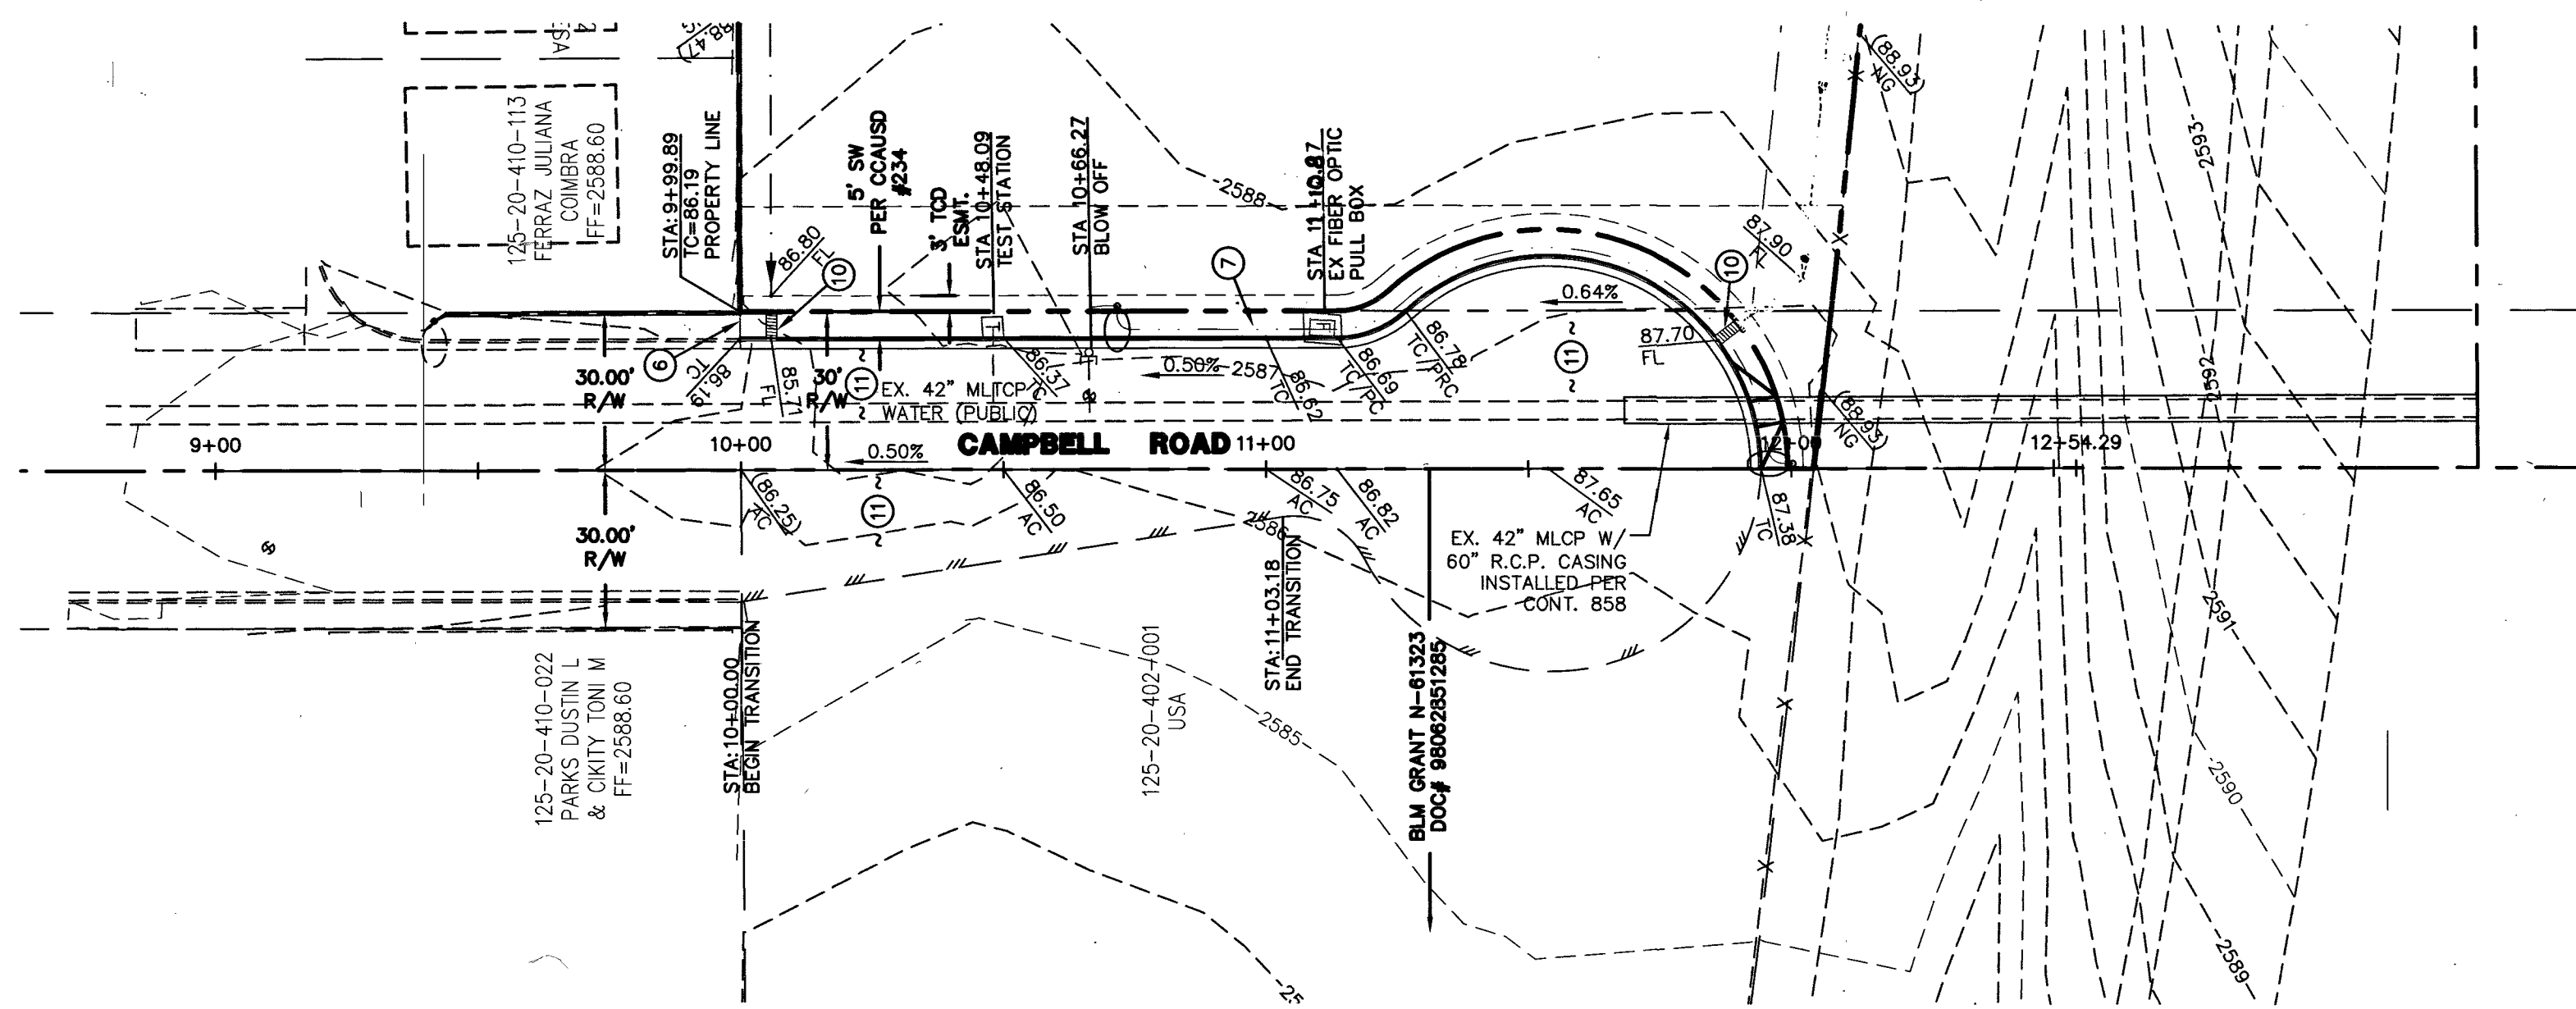 88.47)
125-20-410-113
FERRAZ JULIANA
COIMBRA
FF=2588.60
STA:9+99.89
TC=86.19
PROPERTY LINE
86.80
FL
10
5' SW
PER CCAUSD
#234
3' TCD
ESMT.
STA 10+48.09
TEST STATION
STA 10+66.27
BLOW OFF
2588
7
STA 11+10.87
EX FIBER OPTIC
PULL BOX
0.64%
10
87.90
FL
(88.93)
NG
2593
6
86.19
TC
85.71
FL
30.00'
R/W
30'
R/W
11
EX. 42" MLTCP
WATER (PUBLIC)
86.37
TC
0.50%
2587
86.62
TC
86.69
TC/PC
86.78
TC/PRC
11
87.70
FL
(88.93)
NG
2592
9+00
10+00
0.50%
CAMPBELL ROAD
11+00
12+00
12+54.29
30.00'
R/W
(86.25)
AC
11
86.50
AC
86.75
AC
86.82
AC
87.65
AC
87.38
TC
2586
EX. 42" MLCP W/
60" R.C.P. CASING
INSTALLED PER
CONT. 858
STA:11+03.18
END TRANSITION
2591
125-20-410-022
PARKS DUSTIN L
& CIKITY TONI M
FF=2588.60
STA:10+00.00
BEGIN TRANSITION
125-20-402-001
USA
2585
BLM GRANT N-61323
DOC# 98062851285
2590
2589